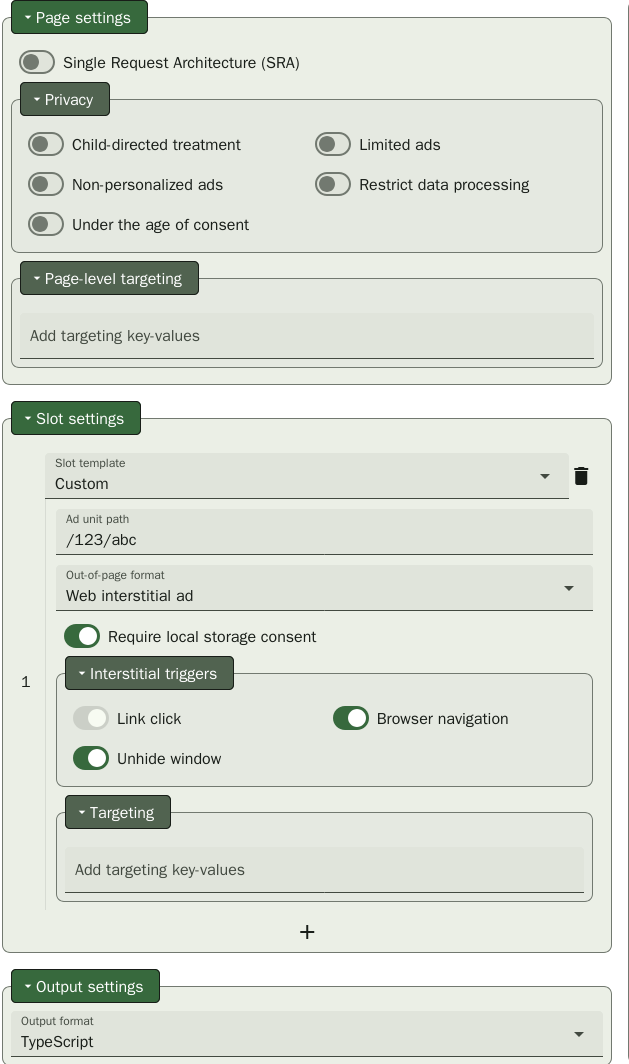 Page settings
Single Request Architecture (SRA)
Privacy
Child-directed treatment
Limited ads
Non-personalized ads
Restrict data processing
Under the age of consent
Page-level targeting
Add targeting key-values
Slot settings
Slot template
Custom
Ad unit path
/123/abc
Out-of-page format
Web interstitial ad
Require local storage consent
1
Interstitial triggers
Link click
Browser navigation
Unhide window
Targeting
Add targeting key-values
+
Output settings
Output format
TypeScript